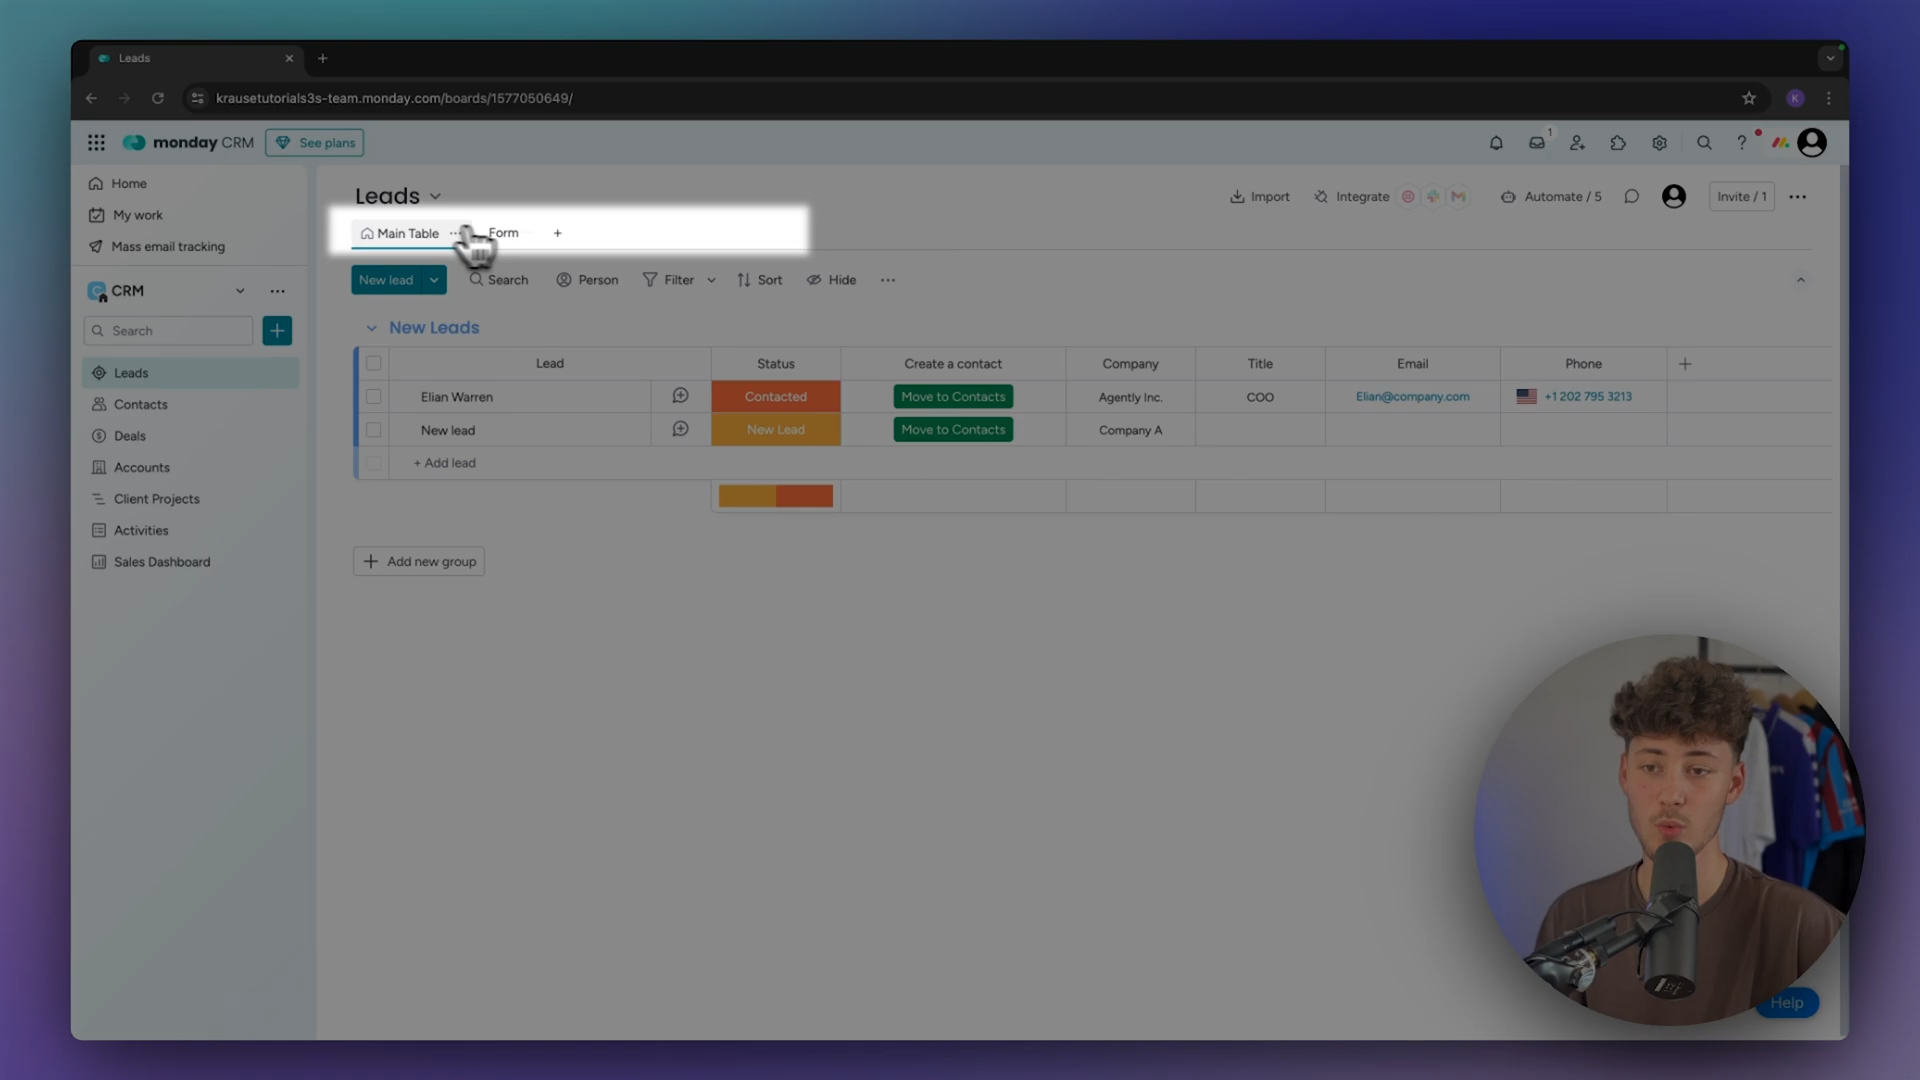 Leads
krausetutorials3s-team.monday.com/boards/1577050649/
K
monday CRM
See plans
1
?
Home
My work
Mass email tracking
CRM
Search
Leads
Contacts
Deals
Accounts
Client Projects
Activities
Sales Dashboard
Leads
Import
Integrate
Automate / 5
Invite / 1
Main Table
Form
New lead
Search
Person
Filter
Sort
Hide
New Leads
Lead Status Create a contact Company Title Email Phone
Elian Warren Contacted Move to Contacts Agently Inc. COO Elian@company.com +1 202 795 3213
New lead New Lead Move to Contacts Company A
+ Add lead
Add new group
Help